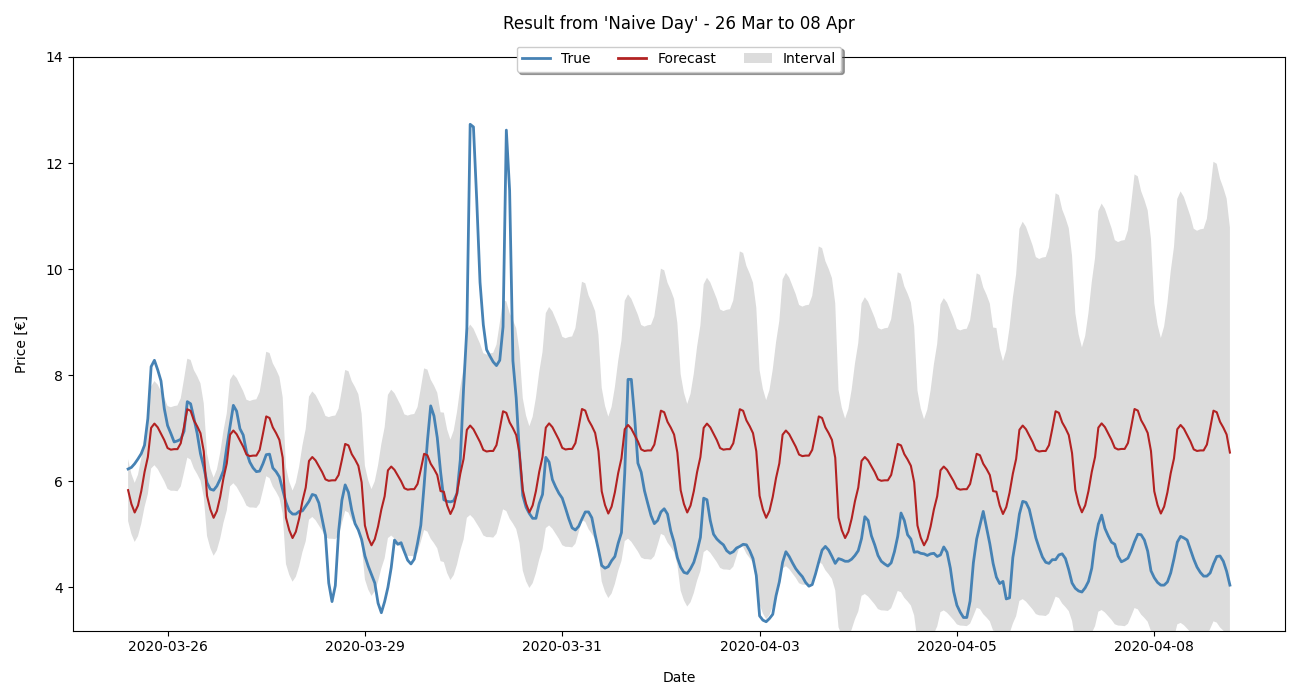 Result from 'Naive Day' - 26 Mar to 08 Apr
True Forecast Interval
14
12
10
8
6
4
Price [€]
2020-03-26 2020-03-29 2020-03-31 2020-04-03 2020-04-05 2020-04-08
Date